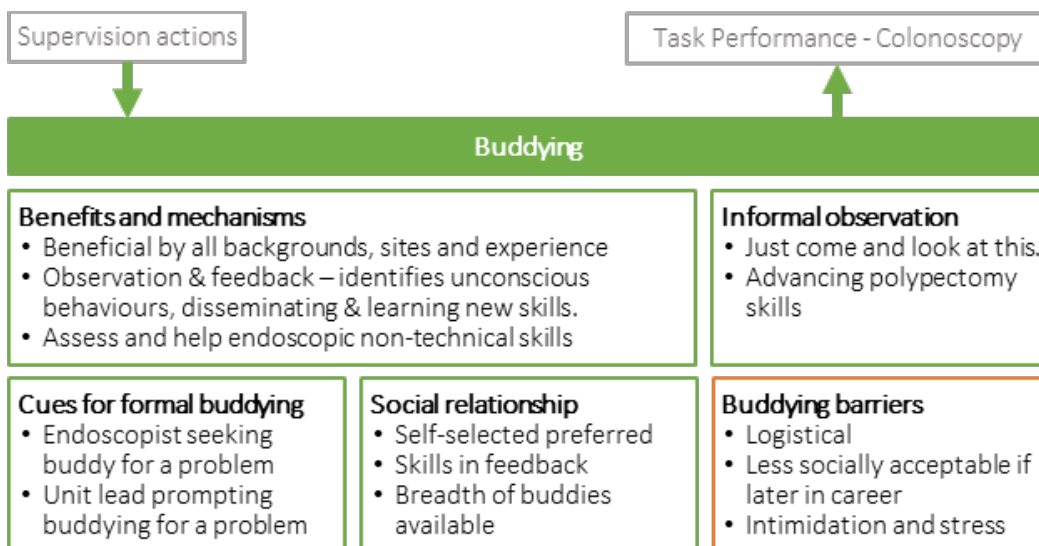 Supervision actions
Task Performance - Colonoscopy
Buddying
Benefits and mechanisms
• Beneficial by all backgrounds, sites and experience
• Observation & feedback – identifies unconscious
behaviours, disseminating & learning new skills.
• Assess and help endoscopic non-technical skills
Informal observation
• Just come and look at this.
• Advancing polypectomy
skills
Cues for formal buddying
• Endoscopist seeking
buddy for a problem
• Unit lead prompting
buddying for a problem
Social relationship
• Self-selected preferred
• Skills in feedback
• Breadth of buddies
available
Buddying barriers
• Logistical
• Less socially acceptable if
later in career
• Intimidation and stress